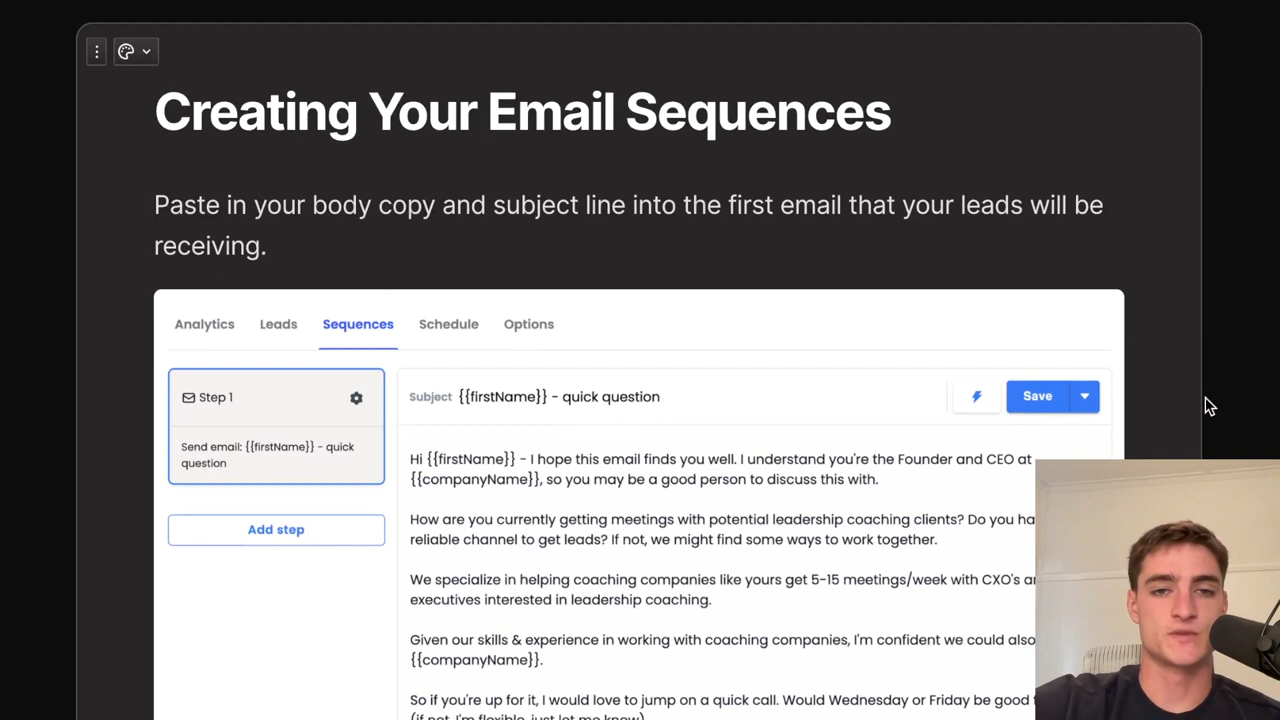 Creating Your Email Sequences
Paste in your body copy and subject line into the first email that your leads will be
receiving.
Analytics Leads Sequences Schedule Options
Step 1
Send email: {{firstName}} - quick
question
Add step
Subject {{firstName}} - quick question
Save
Hi {{firstName}} - I hope this email finds you well. I understand you're the Founder and CEO at
{{companyName}}, so you may be a good person to discuss this with.
How are you currently getting meetings with potential leadership coaching clients? Do you
reliable channel to get leads? If not, we might find some ways to work together.
We specialize in helping coaching companies like yours get 5-15 meetings/week with CXO's
executives interested in leadership coaching.
Given our skills & experience in working with coaching companies, I'm confident we could also
{{companyName}}.
So if you're up for it, I would love to jump on a quick call. Would Wednesday or Friday be good
(if not, I'm flexible, just let me know)